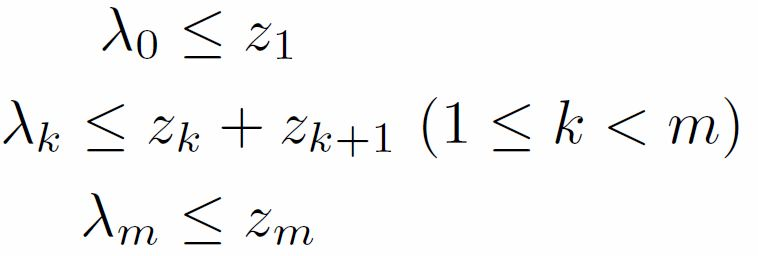 λ₀ ≤ z₁
λₖ ≤ zₖ + zₖ₊₁ (1 ≤ k < m)
λₘ ≤ zₘ